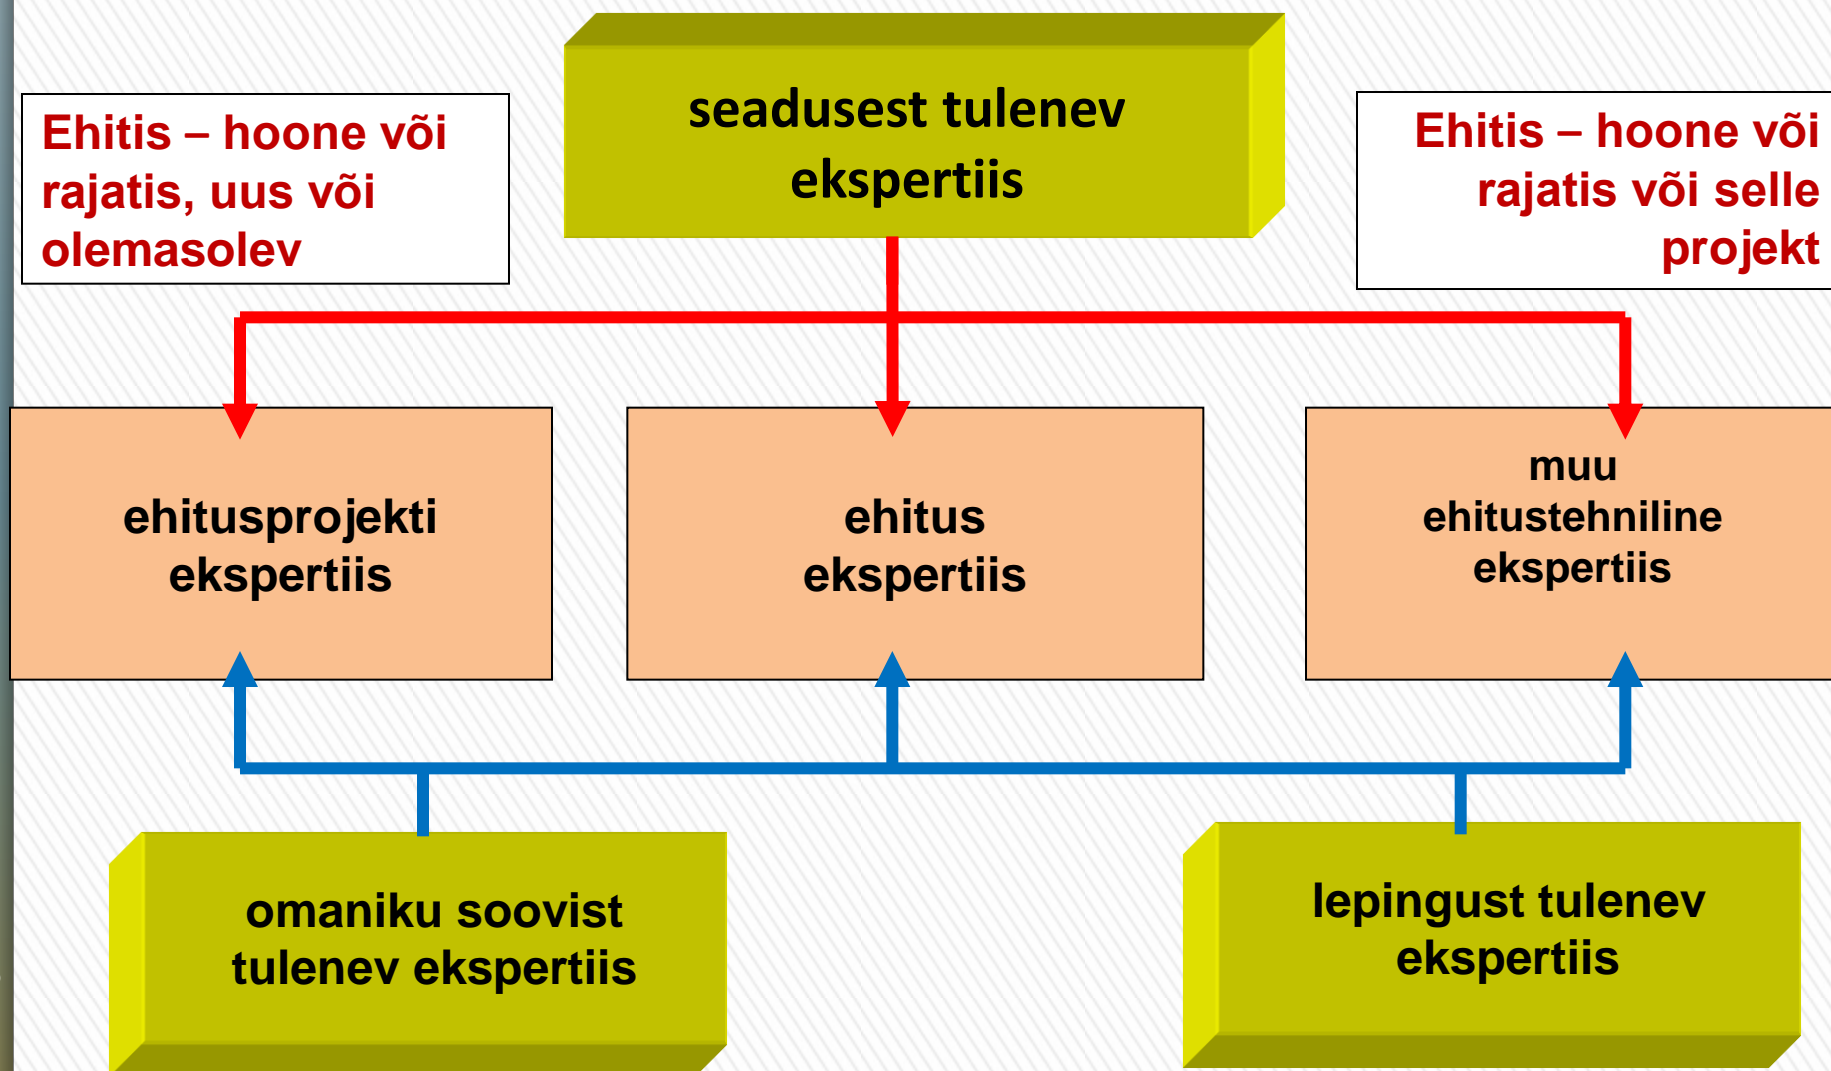 seadusest tulenev
ekspertiis
Ehitis – hoone või
rajatis, uus või
olemasolev
Ehitis – hoone või
rajatis või selle
projekt
ehitusprojekti
ekspertiis
ehitus
ekspertiis
muu
ehitustehniline
ekspertiis
omaniku soovist
tulenev ekspertiis
lepingust tulenev
ekspertiis